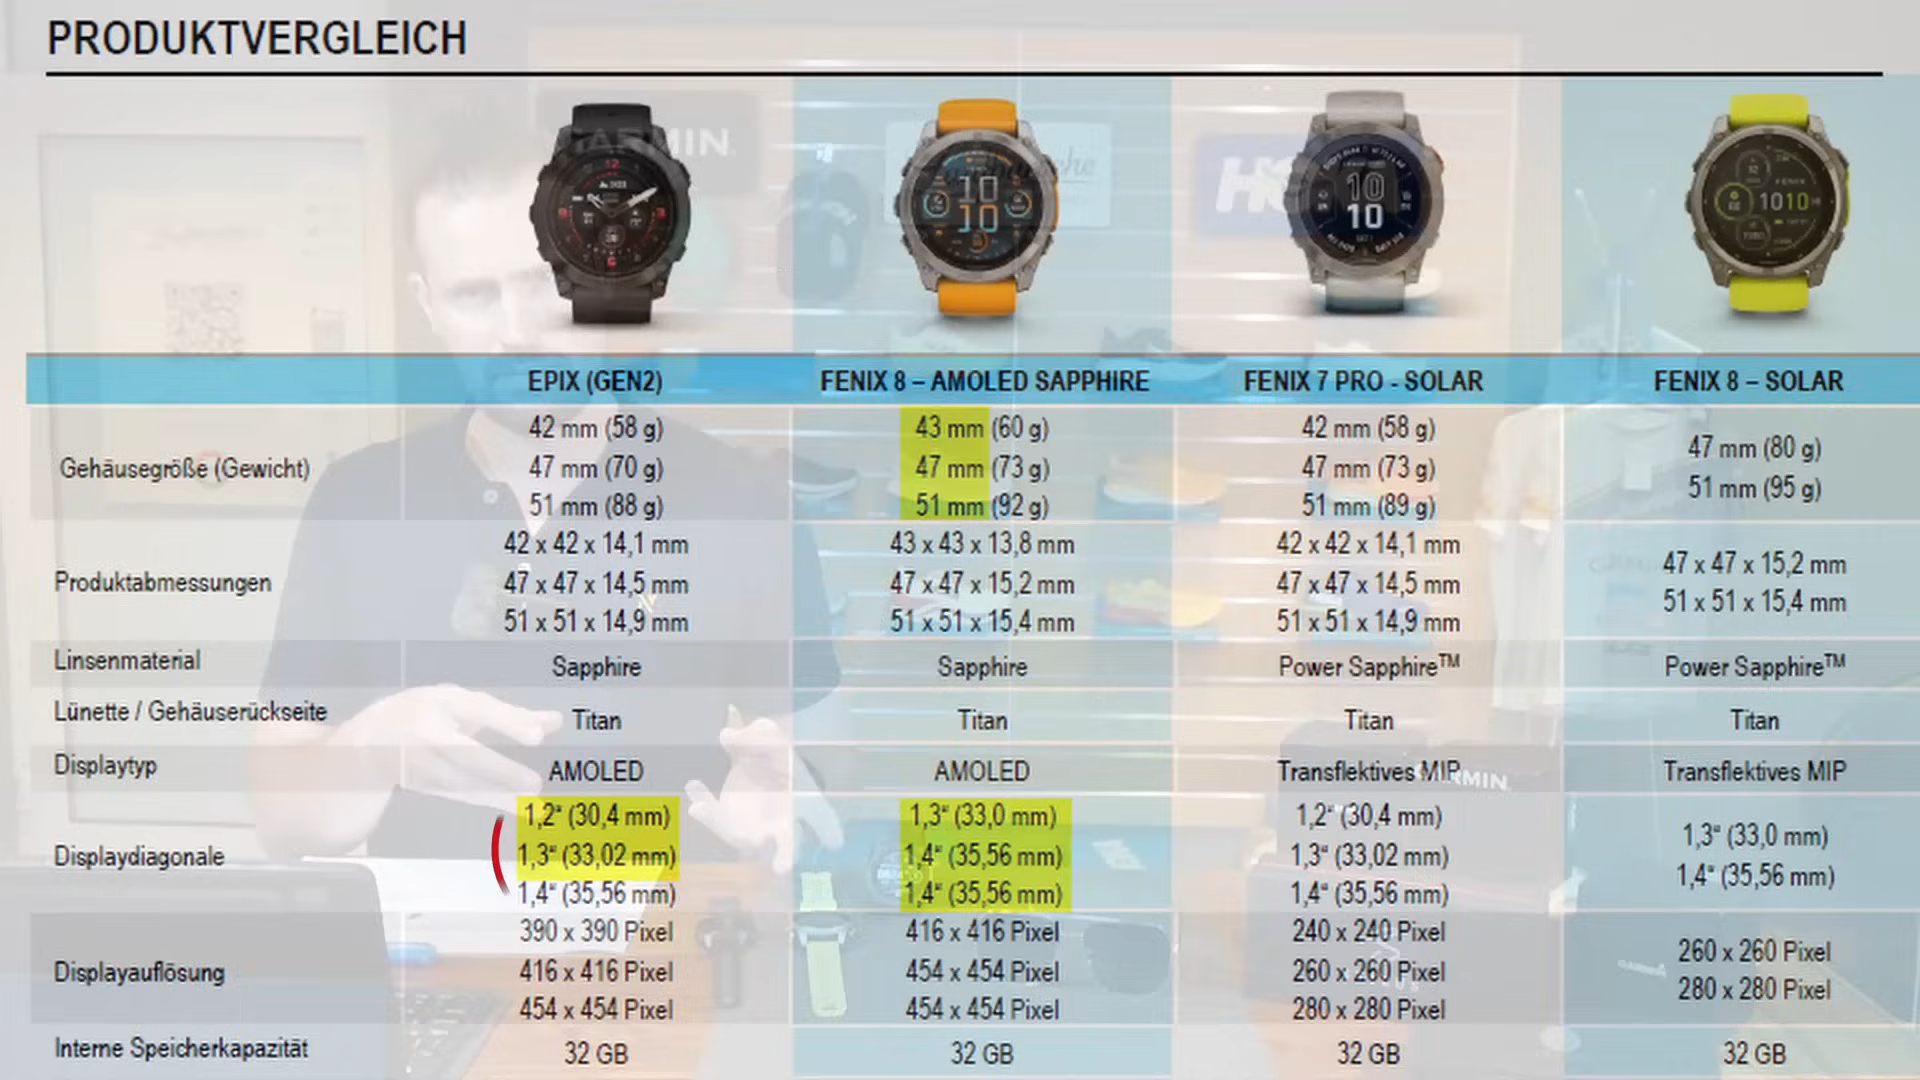 PRODUKTVERGLEICH
GARMIN
EPIX (GEN2)
FENIX 8 – AMOLED SAPPHIRE
FENIX 7 PRO - SOLAR
FENIX 8 – SOLAR
Gehäusegröße (Gewicht)
42 mm (58 g)
47 mm (70 g)
51 mm (88 g)
43 mm (60 g)
47 mm (73 g)
51 mm (92 g)
42 mm (58 g)
47 mm (73 g)
51 mm (89 g)
47 mm (80 g)
51 mm (95 g)
Produktabmessungen
42 x 42 x 14,1 mm
47 x 47 x 14,5 mm
51 x 51 x 14,9 mm
43 x 43 x 13,8 mm
47 x 47 x 15,2 mm
51 x 51 x 15,4 mm
42 x 42 x 14,1 mm
47 x 47 x 14,5 mm
51 x 51 x 14,9 mm
47 x 47 x 15,2 mm
51 x 51 x 15,4 mm
Linsenmaterial
Sapphire
Sapphire
Power Sapphire™
Power Sapphire™
Lünette / Gehäuserückseite
Titan
Titan
Titan
Titan
Displaytyp
AMOLED
AMOLED
Transflektives MIP
Transflektives MIP
Displaydiagonale
1,2“ (30,4 mm)
1,3“ (33,02 mm)
1,4“ (35,56 mm)
1,3“ (33,0 mm)
1,4“ (35,56 mm)
1,4“ (35,56 mm)
1,2“ (30,4 mm)
1,3“ (33,02 mm)
1,4“ (35,56 mm)
1,3“ (33,0 mm)
1,4“ (35,56 mm)
Displayauflösung
390 x 390 Pixel
416 x 416 Pixel
454 x 454 Pixel
416 x 416 Pixel
454 x 454 Pixel
454 x 454 Pixel
240 x 240 Pixel
260 x 260 Pixel
280 x 280 Pixel
260 x 260 Pixel
280 x 280 Pixel
Interne Speicherkapazität
32 GB
32 GB
32 GB
32 GB